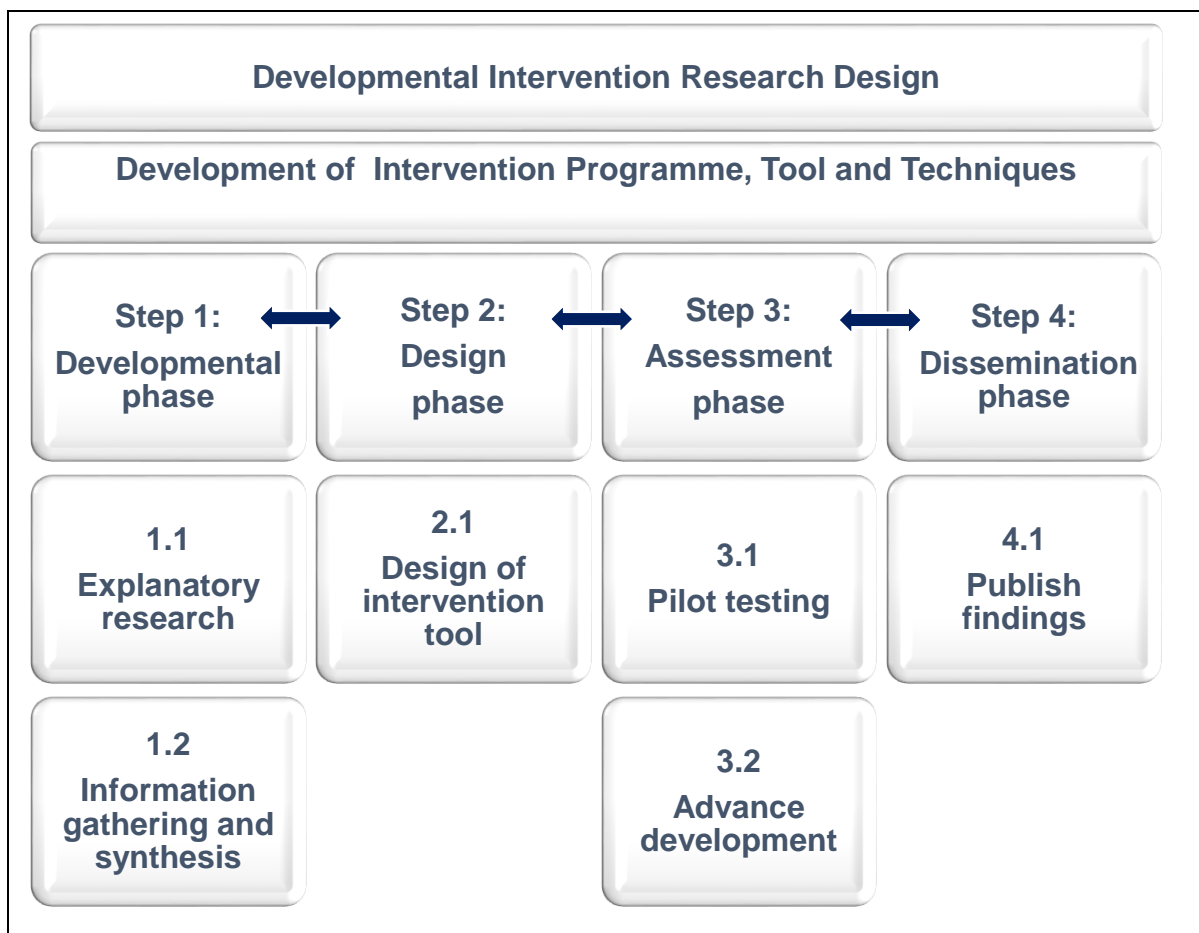 Developmental Intervention Research Design
Development of Intervention Programme, Tool and Techniques
Step 1:
Developmental
phase
Step 2:
Design
phase
Step 3:
Assessment
phase
Step 4:
Dissemination
phase
1.1
Explanatory
research
2.1
Design of
intervention
tool
3.1
Pilot testing
4.1
Publish
findings
1.2
Information
gathering and
synthesis
3.2
Advance
development